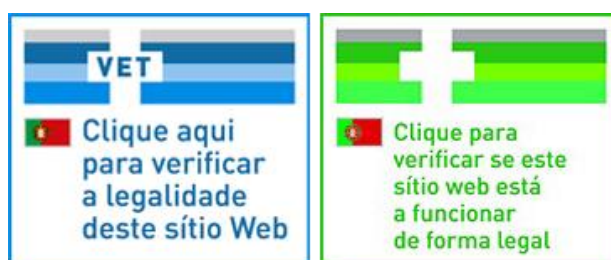 VET
Clique aqui
para verificar
a legalidade
deste sítio Web
Clique para
verificar se este
sítio web está
a funcionar
de forma legal